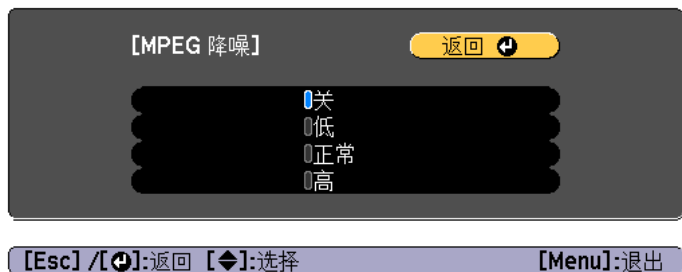 [MPEG 降噪]
返回
关
低
正常
高
[Esc] /[]:返回 []:选择 [Menu]:退出